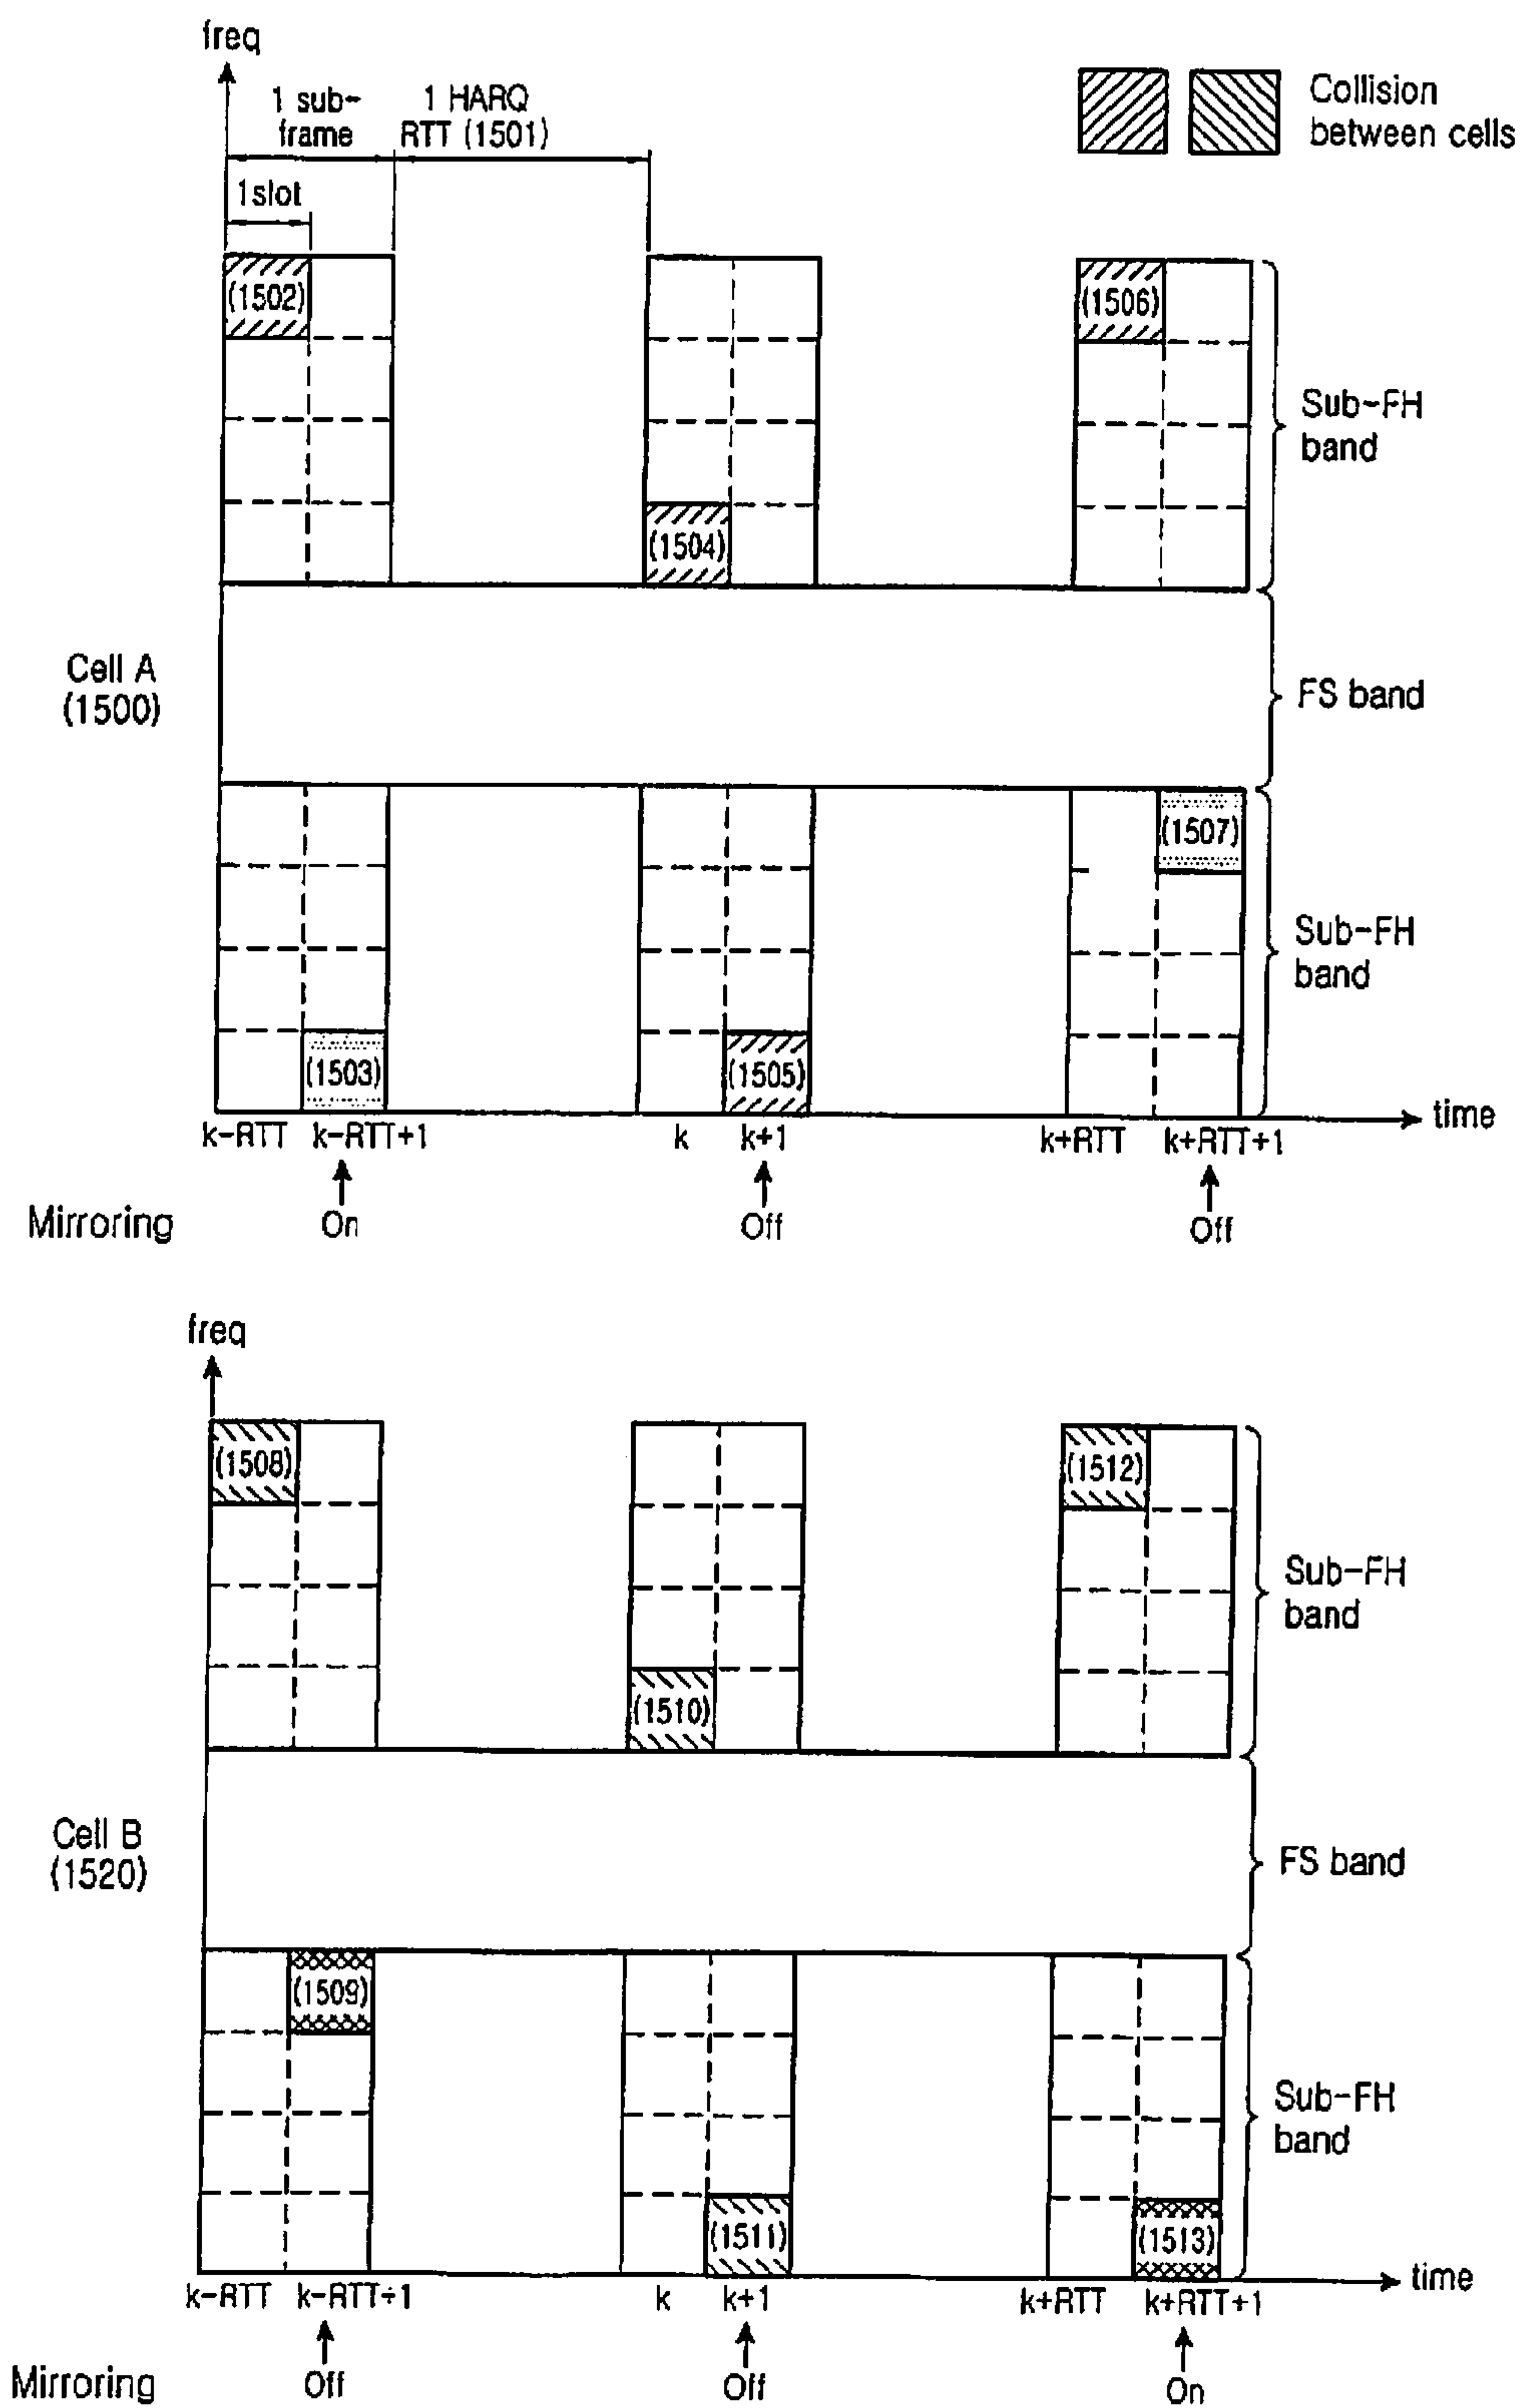 freq
1 sub-
frame
1 HARQ
RTT (1501)
1slot
Collision
between cells
(1502)
(1506)
Sub-FH
band
(1504)
Cell A
(1500)
FS band
(1507)
Sub-FH
band
(1503)
(1505)
time
k-RTT
k-RTT+1
k
k+1
k+RTT
k+RTT+1
Mirroring
On
Off
Off
freq
(1508)
(1512)
Sub-FH
band
(1510)
Cell B
(1520)
FS band
(1509)
Sub-FH
band
(1511)
(1513)
time
k-RTT
k-RTT+1
k
k+1
k+RTT
k+RTT+1
Mirroring
Off
Off
On